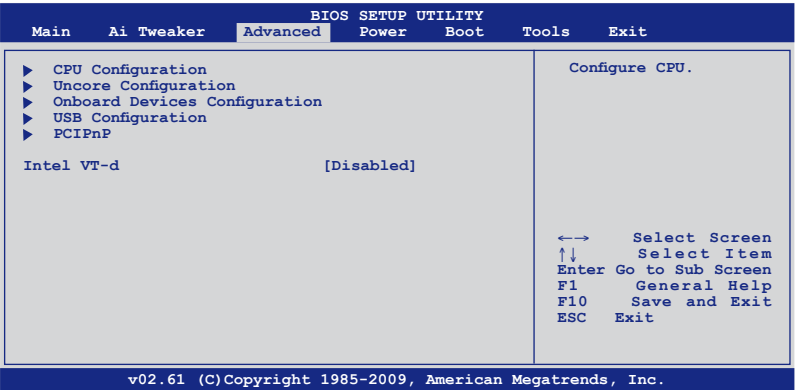 BIOS SETUP UTILITY
Main Ai Tweaker Advanced Power Boot Tools Exit
CPU Configuration
Uncore Configuration
Onboard Devices Configuration
USB Configuration
PCIPnP
Intel VT-d [Disabled]
Configure CPU.
←→ Select Screen
↑↓ Select Item
Enter Go to Sub Screen
F1 General Help
F10 Save and Exit
ESC Exit
v02.61 (C)Copyright 1985-2009, American Megatrends, Inc.